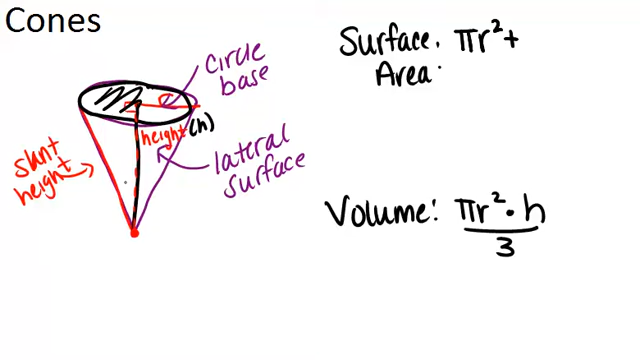 Cones
circle
base
height (h)
lateral
surface
slant
height
r
Surface: πr² +
Area
Volume: πr² · h
3